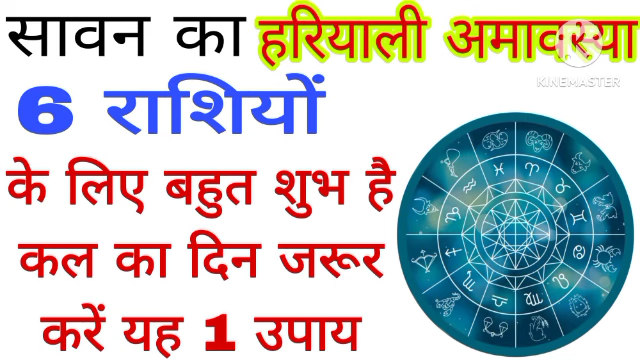 सावन का हरियाली अमावस्या
KINEMASTER
6 राशियों
के लिए बहुत शुभ है
कल का दिन जरूर
करें यह 1 उपाय